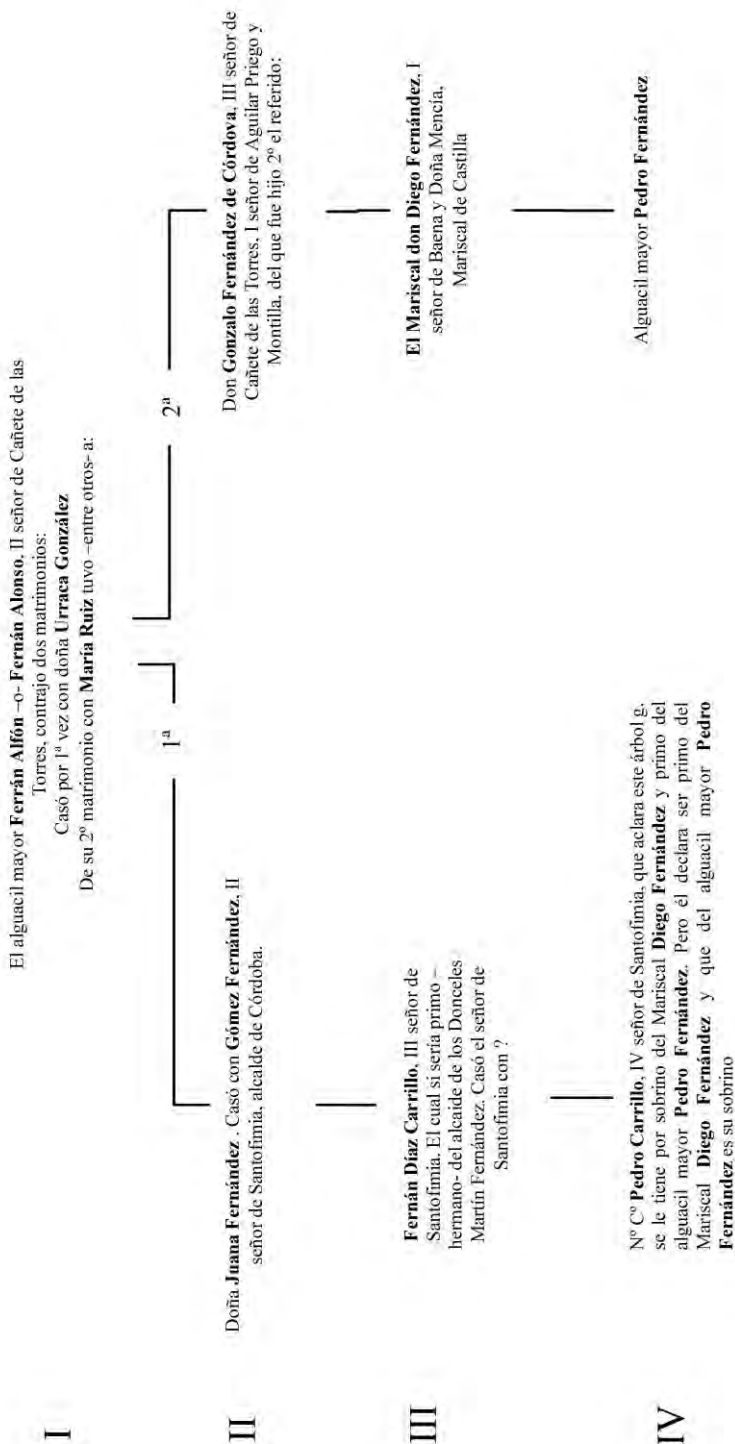 I
El alguacil mayor Ferrán Alfón –o- Fernán Alonso, II señor de Cañete de las
Torres, contrajo dos matrimonios:
Casó por 1ª vez con doña Urraca González
De su 2º matrimonio con María Ruiz tuvo –entre otros- a:
1ª
2ª
II
Doña Juana Fernández . Casó con Gómez Fernández, II
señor de Santofimia, alcalde de Córdoba.
Don Gonzalo Fernández de Córdova, III señor de
Cañete de las Torres, I señor de Aguilar Priego y
Montilla, del que fue hijo 2º el referido:
III
Fernán Díaz Carrillo, III señor de
Santofimia. El cual si sería primo –
hermano- del alcaide de los Donceles
Martín Fernández. Casó el señor de
Santofimia con ?
El Mariscal don Diego Fernández, I
señor de Baena y Doña Mencía,
Mariscal de Castilla
IV
Nº Cº Pedro Carrillo, IV señor de Santofimia, que aclara este árbol g.
se le tiene por sobrino del Mariscal Diego Fernández y primo del
alguacil mayor Pedro Fernández. Pero él declara ser primo del
Mariscal Diego Fernández y que del alguacil mayor Pedro
Fernández es su sobrino
Alguacil mayor Pedro Fernández